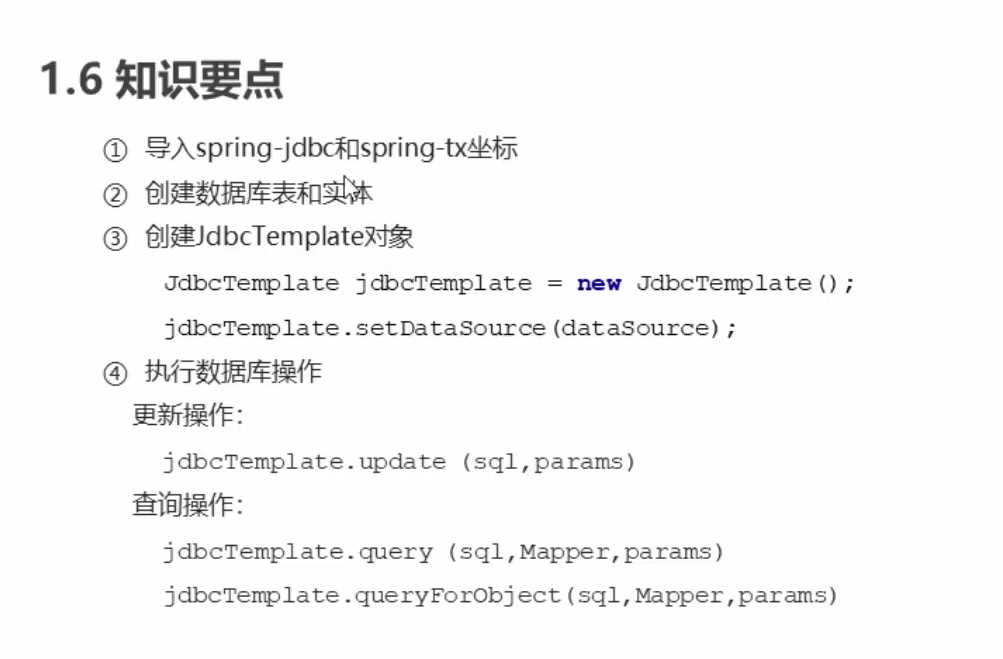 1.6 知识要点
① 导入spring-jdbc和spring-tx坐标
② 创建数据库表和实体
③ 创建JdbcTemplate对象
JdbcTemplate jdbcTemplate = new JdbcTemplate();
jdbcTemplate.setDataSource(dataSource);
④ 执行数据库操作
更新操作：
jdbcTemplate.update (sql,params)
查询操作：
jdbcTemplate.query (sql,Mapper,params)
jdbcTemplate.queryForObject(sql,Mapper,params)